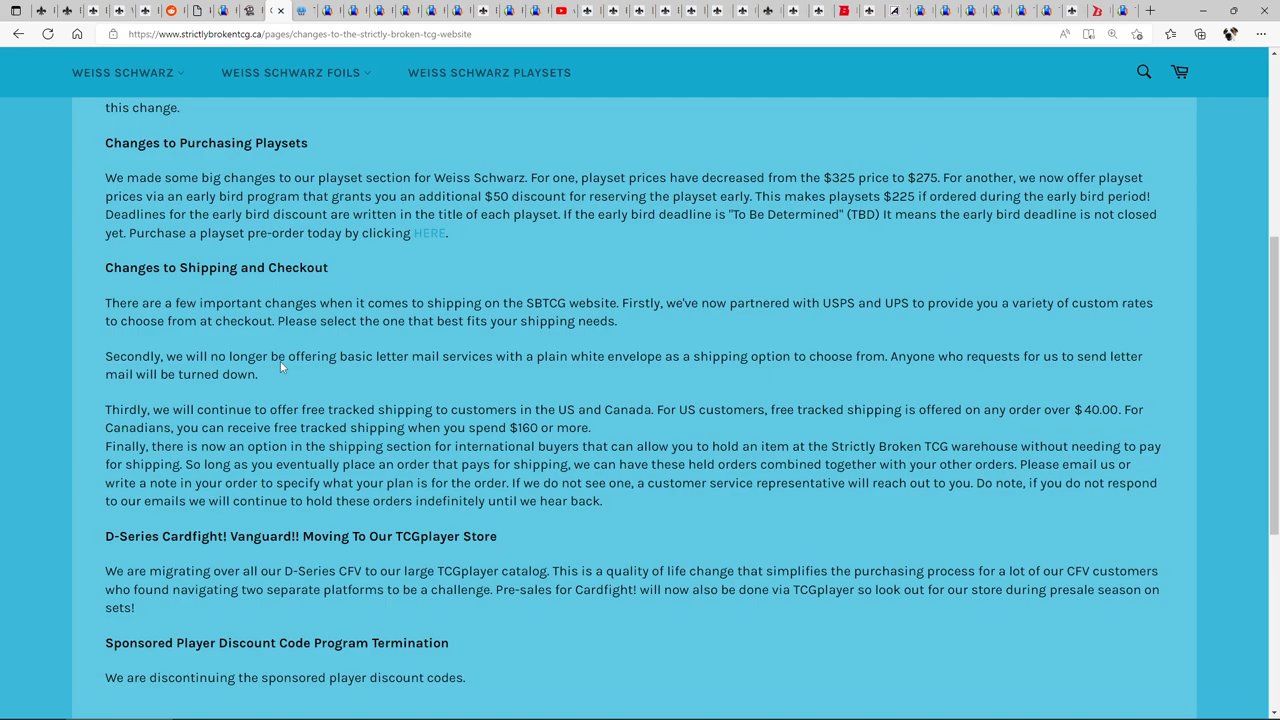 https://www.strictlybrokentcg.ca/pages/changes-to-the-strictly-broken-tcg-website
WEISS SCHWARZ WEISS SCHWARZ FOILS WEISS SCHWARZ PLAYSETS
this change.
Changes to Purchasing Playsets
We made some big changes to our playset section for Weiss Schwarz. For one, playset prices have decreased from the $325 price to $275. For another, we now offer playset
prices via an early bird program that grants you an additional $50 discount for reserving the playset early. This makes playsets $225 if ordered during the early bird period!
Deadlines for the early bird discount are written in the title of each playset. If the early bird deadline is "To Be Determined" (TBD) It means the early bird deadline is not closed
yet. Purchase a playset pre-order today by clicking HERE.
Changes to Shipping and Checkout
There are a few important changes when it comes to shipping on the SBTCG website. Firstly, we've now partnered with USPS and UPS to provide you a variety of custom rates
to choose from at checkout. Please select the one that best fits your shipping needs.
Secondly, we will no longer be offering basic letter mail services with a plain white envelope as a shipping option to choose from. Anyone who requests for us to send letter
mail will be turned down.
Thirdly, we will continue to offer free tracked shipping to customers in the US and Canada. For US customers, free tracked shipping is offered on any order over $40.00. For
Canadians, you can receive free tracked shipping when you spend $160 or more.
Finally, there is now an option in the shipping section for international buyers that can allow you to hold an item at the Strictly Broken TCG warehouse without needing to pay
for shipping. So long as you eventually place an order that pays for shipping, we can have these held orders combined together with your other orders. Please email us or
write a note in your order to specify what your plan is for the order. If we do not see one, a customer service representative will reach out to you. Do note, if you do not respond
to our emails we will continue to hold these orders indefinitely until we hear back.
D-Series Cardfight! Vanguard!! Moving To Our TCGplayer Store
We are migrating over all our D-Series CFV to our large TCGplayer catalog. This is a quality of life change that simplifies the purchasing process for a lot of our CFV customers
who found navigating two separate platforms to be a challenge. Pre-sales for Cardfight! will now also be done via TCGplayer so look out for our store during presale season on
sets!
Sponsored Player Discount Code Program Termination
We are discontinuing the sponsored player discount codes.